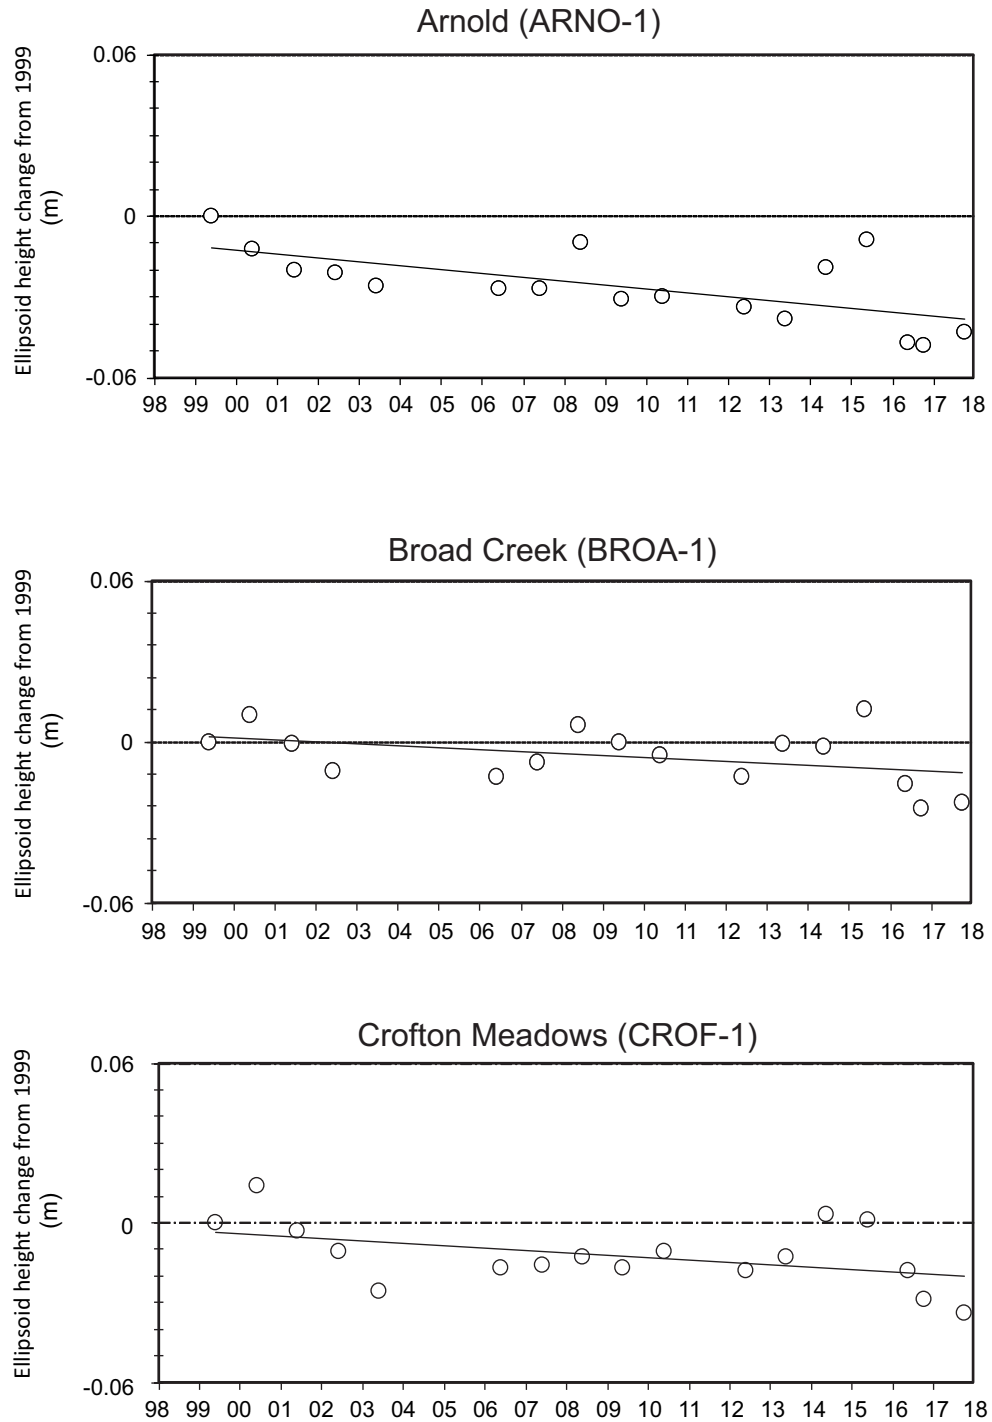 Arnold (ARNO-1)
Ellipsoid height change from 1999
(m)
0.06
0
-0.06
98 99 00 01 02 03 04 05 06 07 08 09 10 11 12 13 14 15 16 17 18
Broad Creek (BROA-1)
Ellipsoid height change from 1999
(m)
0.06
0
-0.06
98 99 00 01 02 03 04 05 06 07 08 09 10 11 12 13 14 15 16 17 18
Crofton Meadows (CROF-1)
Ellipsoid height change from 1999
(m)
0.06
0
-0.06
98 99 00 01 02 03 04 05 06 07 08 09 10 11 12 13 14 15 16 17 18